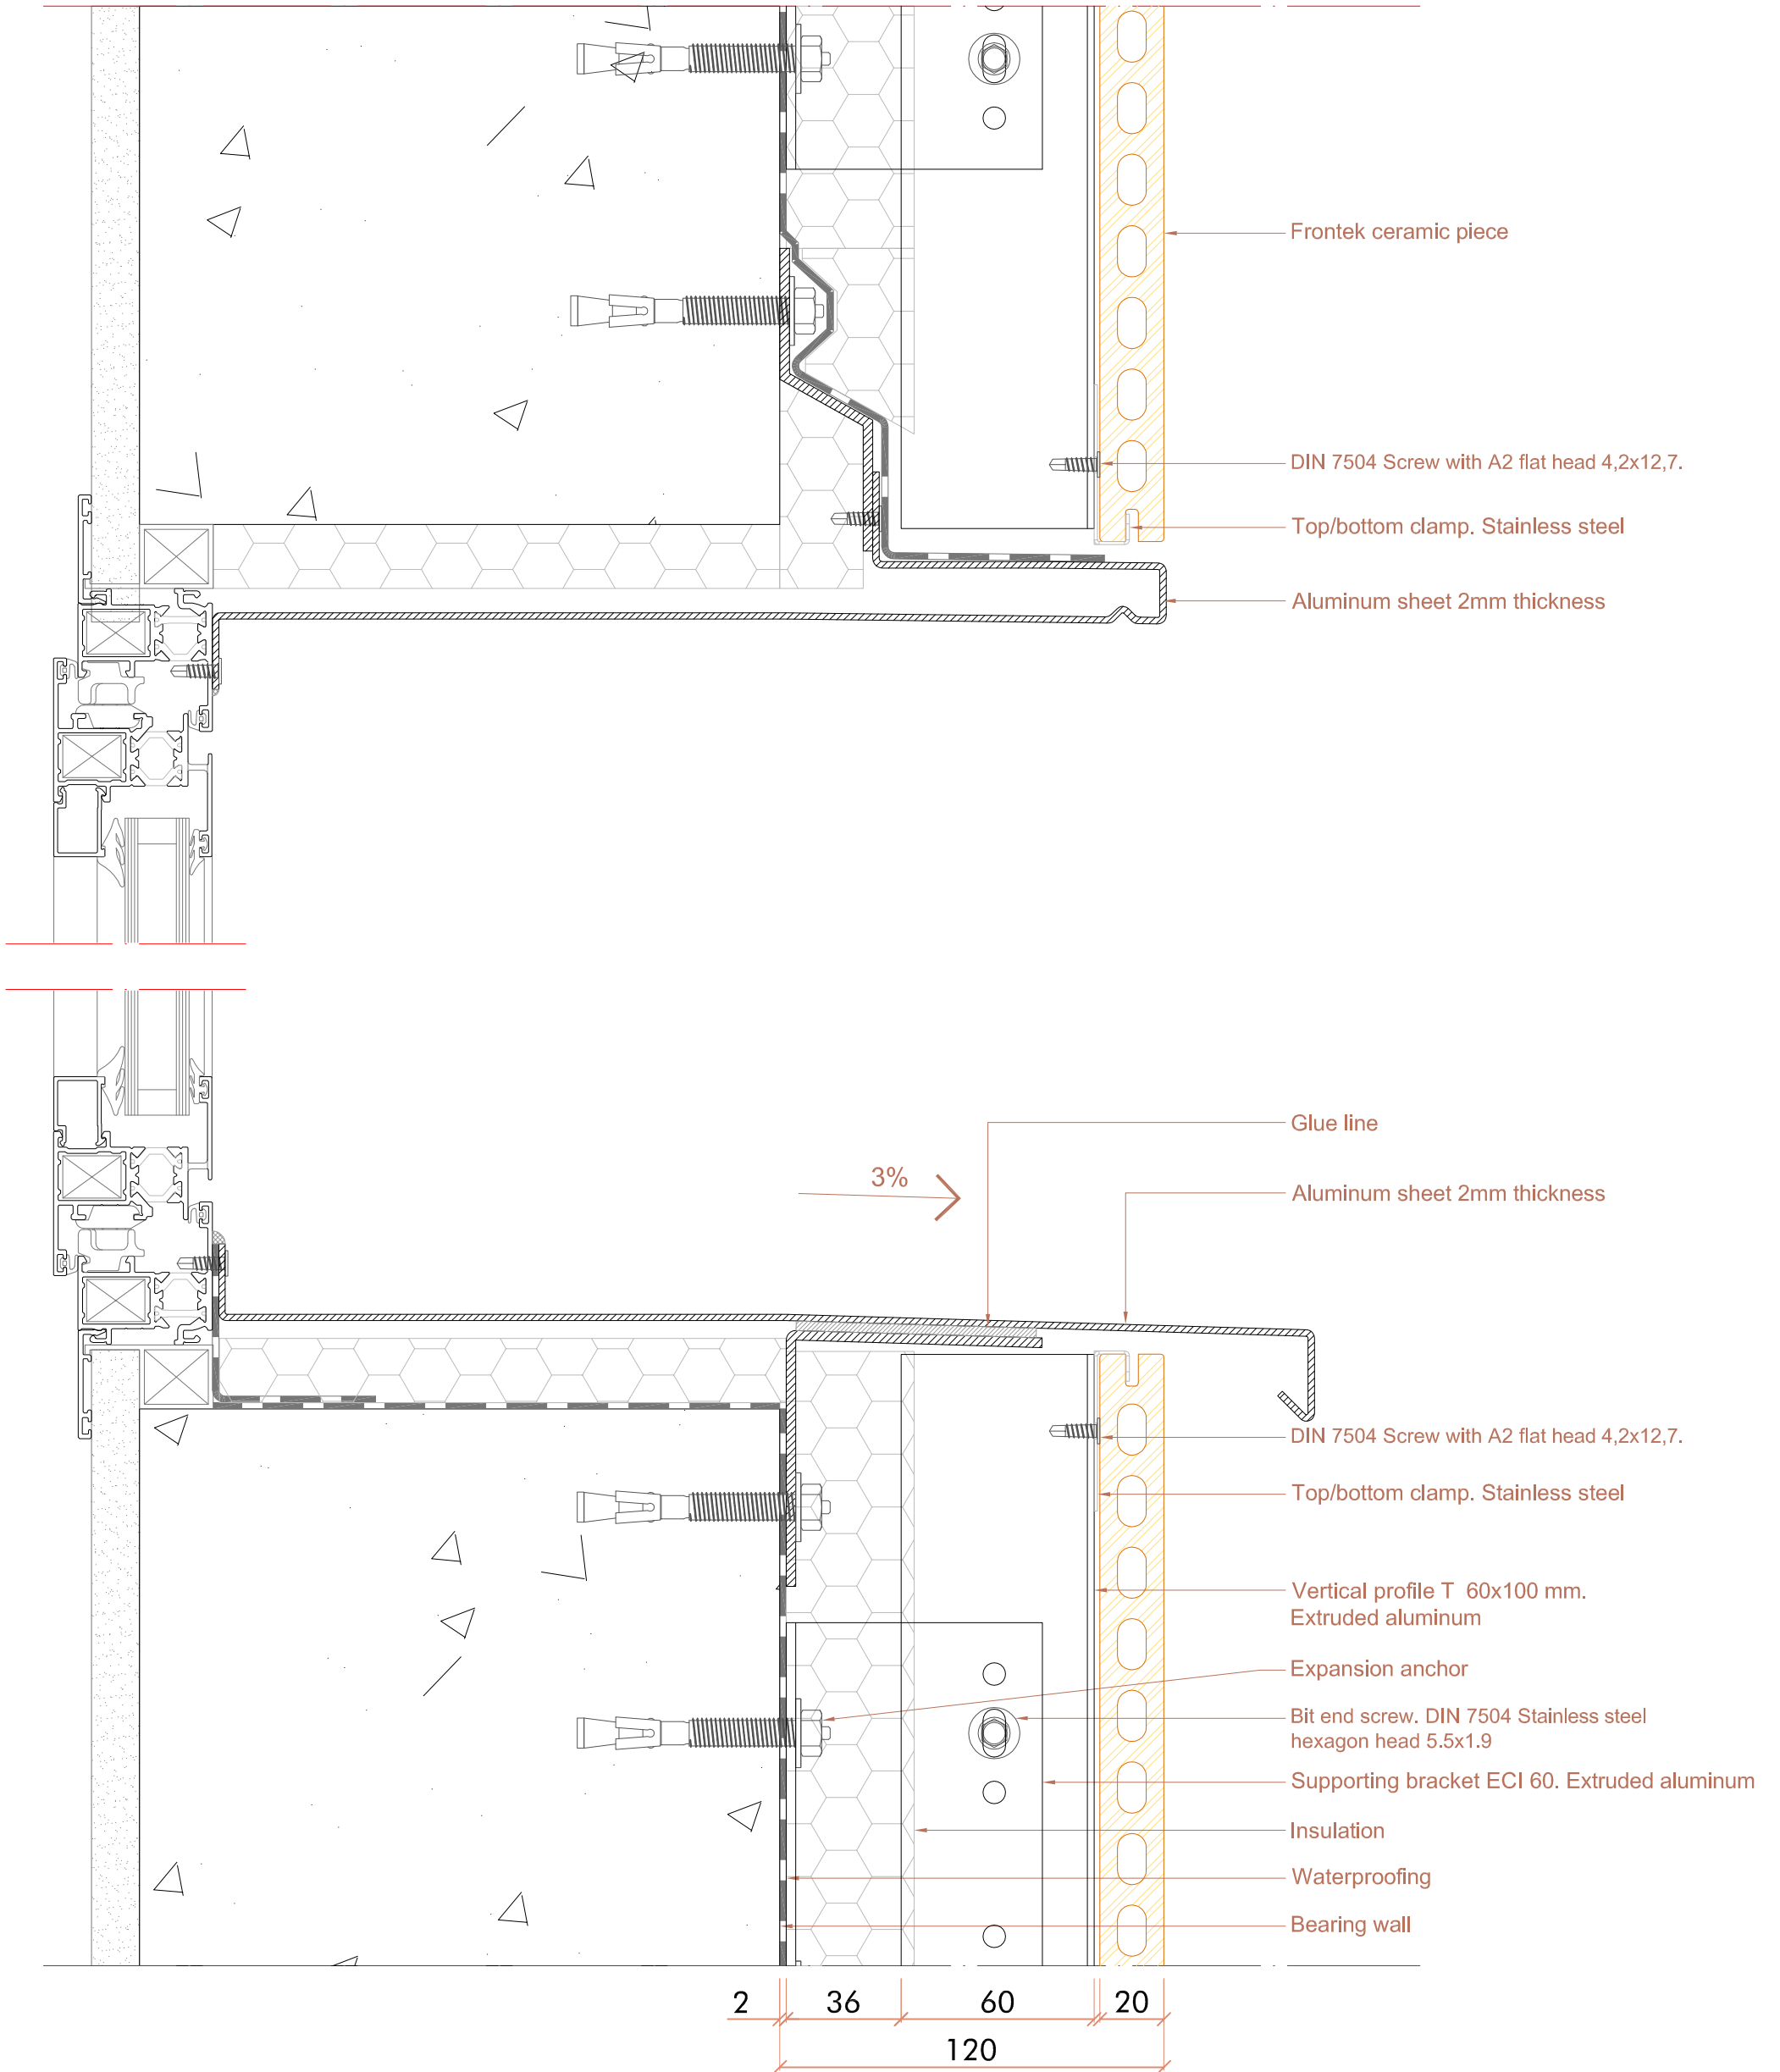 Frontek ceramic piece
DIN 7504 Screw with A2 flat head 4,2x12,7.
Top/bottom clamp. Stainless steel
Aluminum sheet 2mm thickness
Glue line
3%
Aluminum sheet 2mm thickness
DIN 7504 Screw with A2 flat head 4,2x12,7.
Top/bottom clamp. Stainless steel
Vertical profile T 60x100 mm.
Extruded aluminum
Expansion anchor
Bit end screw. DIN 7504 Stainless steel
hexagon head 5.5x1.9
Supporting bracket ECI 60. Extruded aluminum
Insulation
Waterproofing
Bearing wall
2 36 60 20
120